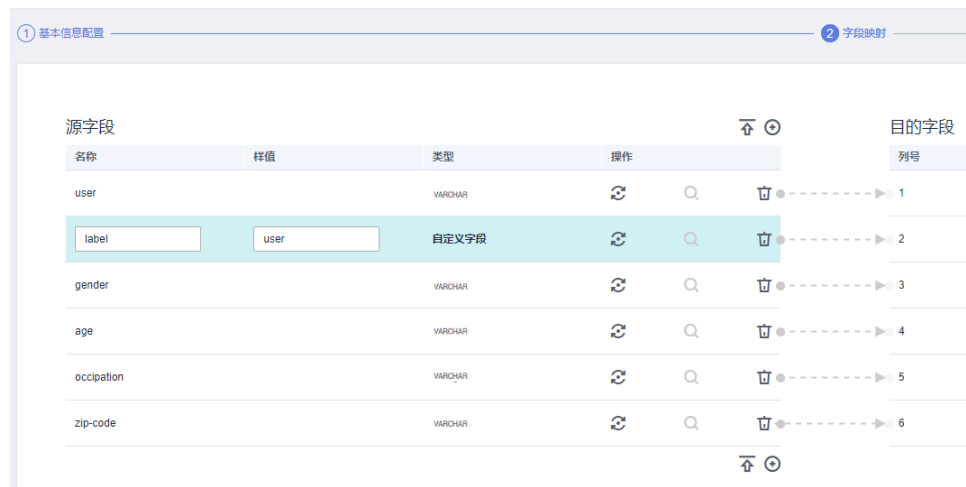 1 基本信息配置 2 字段映射
源字段 目的字段
名称 样值 类型 操作 列号
user VARCHAR 1
label user 自定义字段 2
gender VARCHAR 3
age VARCHAR 4
occipation VARCHAR 5
zip-code VARCHAR 6